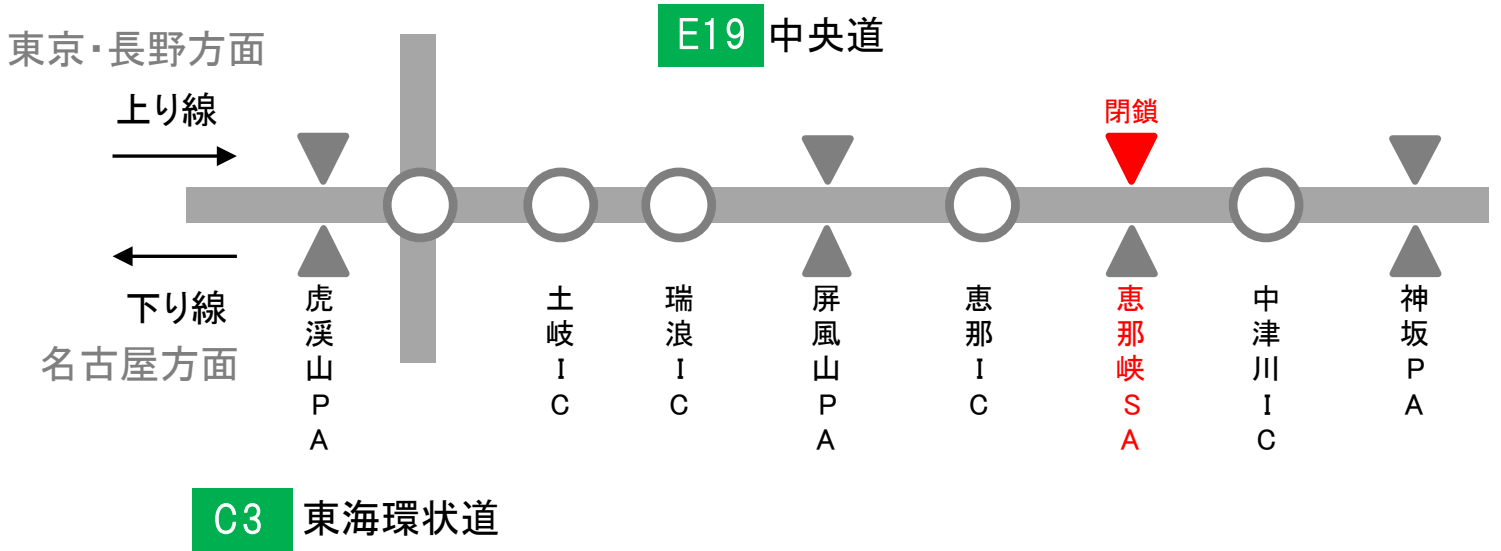 E19 中央道
東京・長野方面
上り線
閉鎖
下り線
名古屋方面
虎渓山PA
土岐IC
瑞浪IC
屏風山PA
恵那IC
恵那峡SA
中津川IC
神坂PA
C3 東海環状道